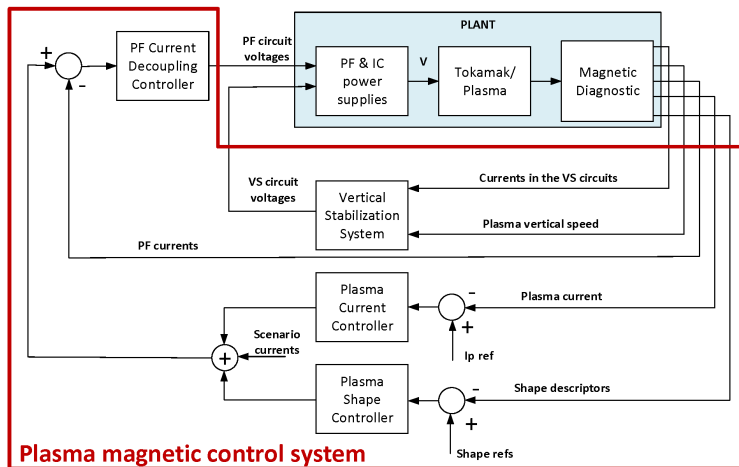 PLANT
+
-
PF Current
Decoupling
Controller
PF circuit
voltages
PF & IC
power
supplies
V
Tokamak/
Plasma
Magnetic
Diagnostic
VS circuit
voltages
Vertical
Stabilization
System
Currents in the VS circuits
Plasma vertical speed
PF currents
Plasma
Current
Controller
-
+
Plasma current
Ip ref
Scenario
currents
+
Plasma
Shape
Controller
-
+
Shape descriptors
Shape refs
Plasma magnetic control system